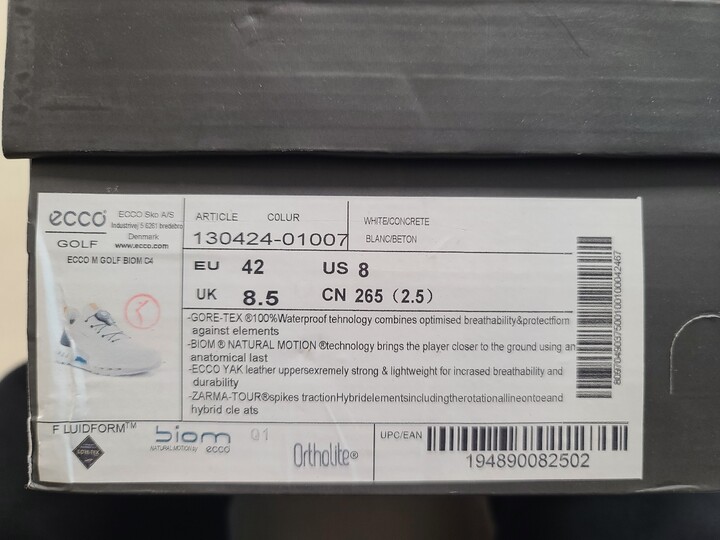 ecco
ECCO Sko A/S
Industrivej 5 6261 bredebro
Denmark
www.ecco.com
GOLF
ECCO M GOLF BIOM C4
ARTICLE COLUR
130424-01007
WHITE/CONCRETE
BLANC/BETON
EU 42 US 8
UK 8.5 CN 265 (2.5)
-GORE-TEX ®100%Waterproof tehnology combines optimised breathability&protectfiom
against elements
-BIOM ® NATURAL MOTION ®technology brings the player closer to the ground using an
anatomical last
-ECCO YAK leather uppersexremely strong & lightweight for incrased breathability and
durability
-ZARMA-TOUR®spikes tractionHybridelementsincludingtherotationallineontoeand
hybrid cle ats
F LUIDFORM™
GORE-TEX
biom
NATURAL MOTION by ecco
01
Ortholite®
UPC/EAN
194890082502